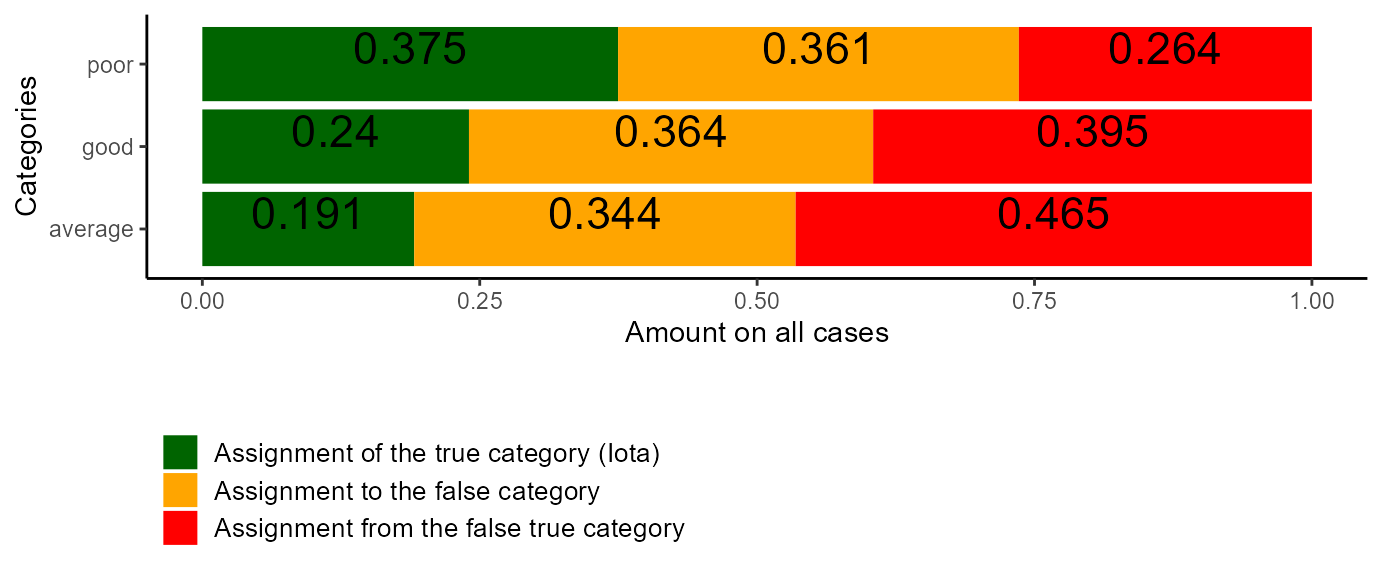 Categories
poor
0.375 0.361 0.264
good
0.24 0.364 0.395
average
0.191 0.344 0.465
0.00 0.25 0.50 0.75 1.00
Amount on all cases
Assignment of the true category (Iota)
Assignment to the false category
Assignment from the false true category